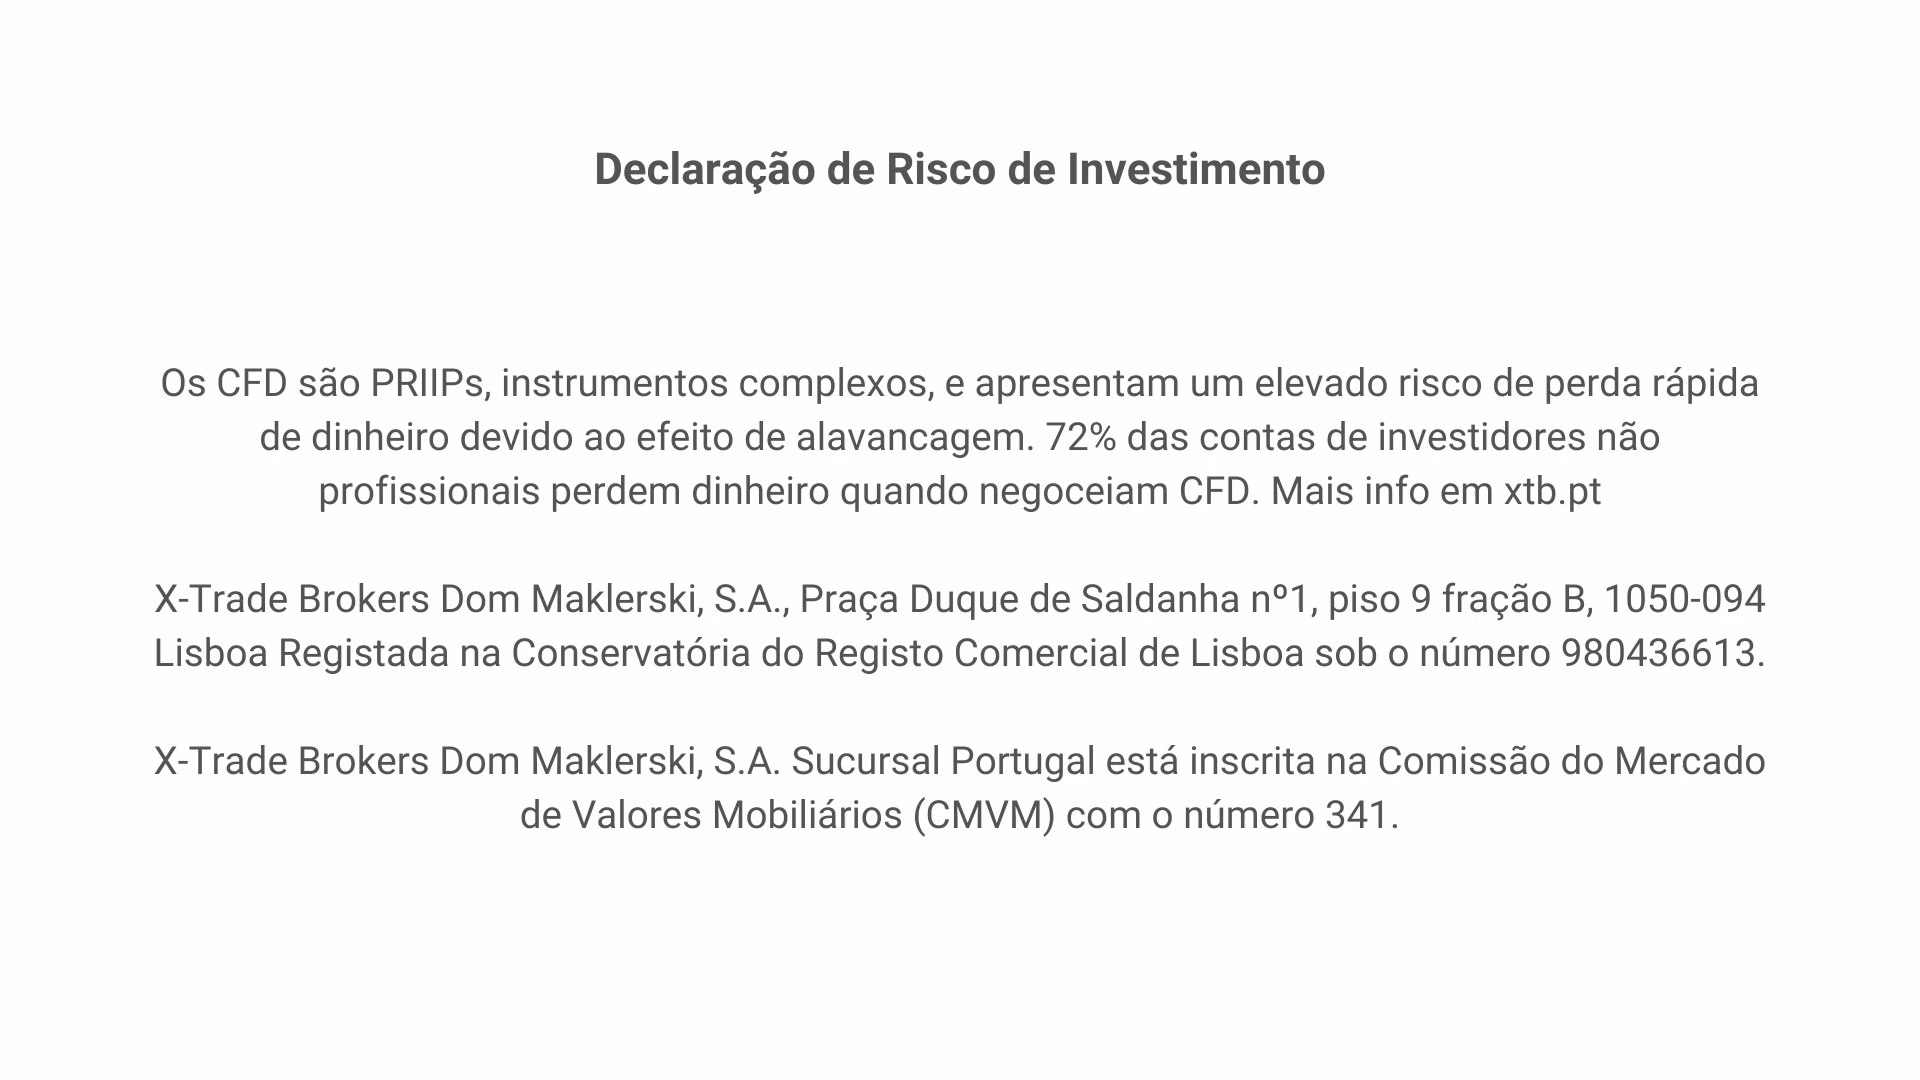 Declaração de Risco de Investimento
Os CFD são PRIIPs, instrumentos complexos, e apresentam um elevado risco de perda rápida
de dinheiro devido ao efeito de alavancagem. 72% das contas de investidores não
profissionais perdem dinheiro quando negoceiam CFD. Mais info em xtb.pt
X-Trade Brokers Dom Maklerski, S.A., Praça Duque de Saldanha nº1, piso 9 fração B, 1050-094
Lisboa Registada na Conservatória do Registo Comercial de Lisboa sob o número 980436613.
X-Trade Brokers Dom Maklerski, S.A. Sucursal Portugal está inscrita na Comissão do Mercado
de Valores Mobiliários (CMVM) com o número 341.